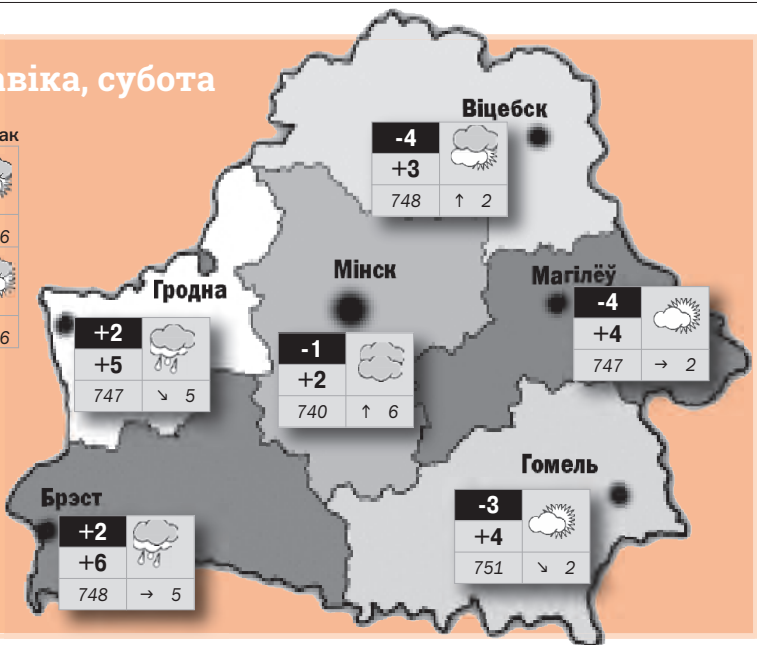 авіка, субота
ак
6
6
Віцебск
-4
+3
748 ↑ 2
Мінск
-1
+2
740 ↑ 6
Магілёў
-4
+4
747 → 2
Гродна
+2
+5
747 ↘ 5
Гомель
-3
+4
751 ↘ 2
Брэст
+2
+6
748 → 5